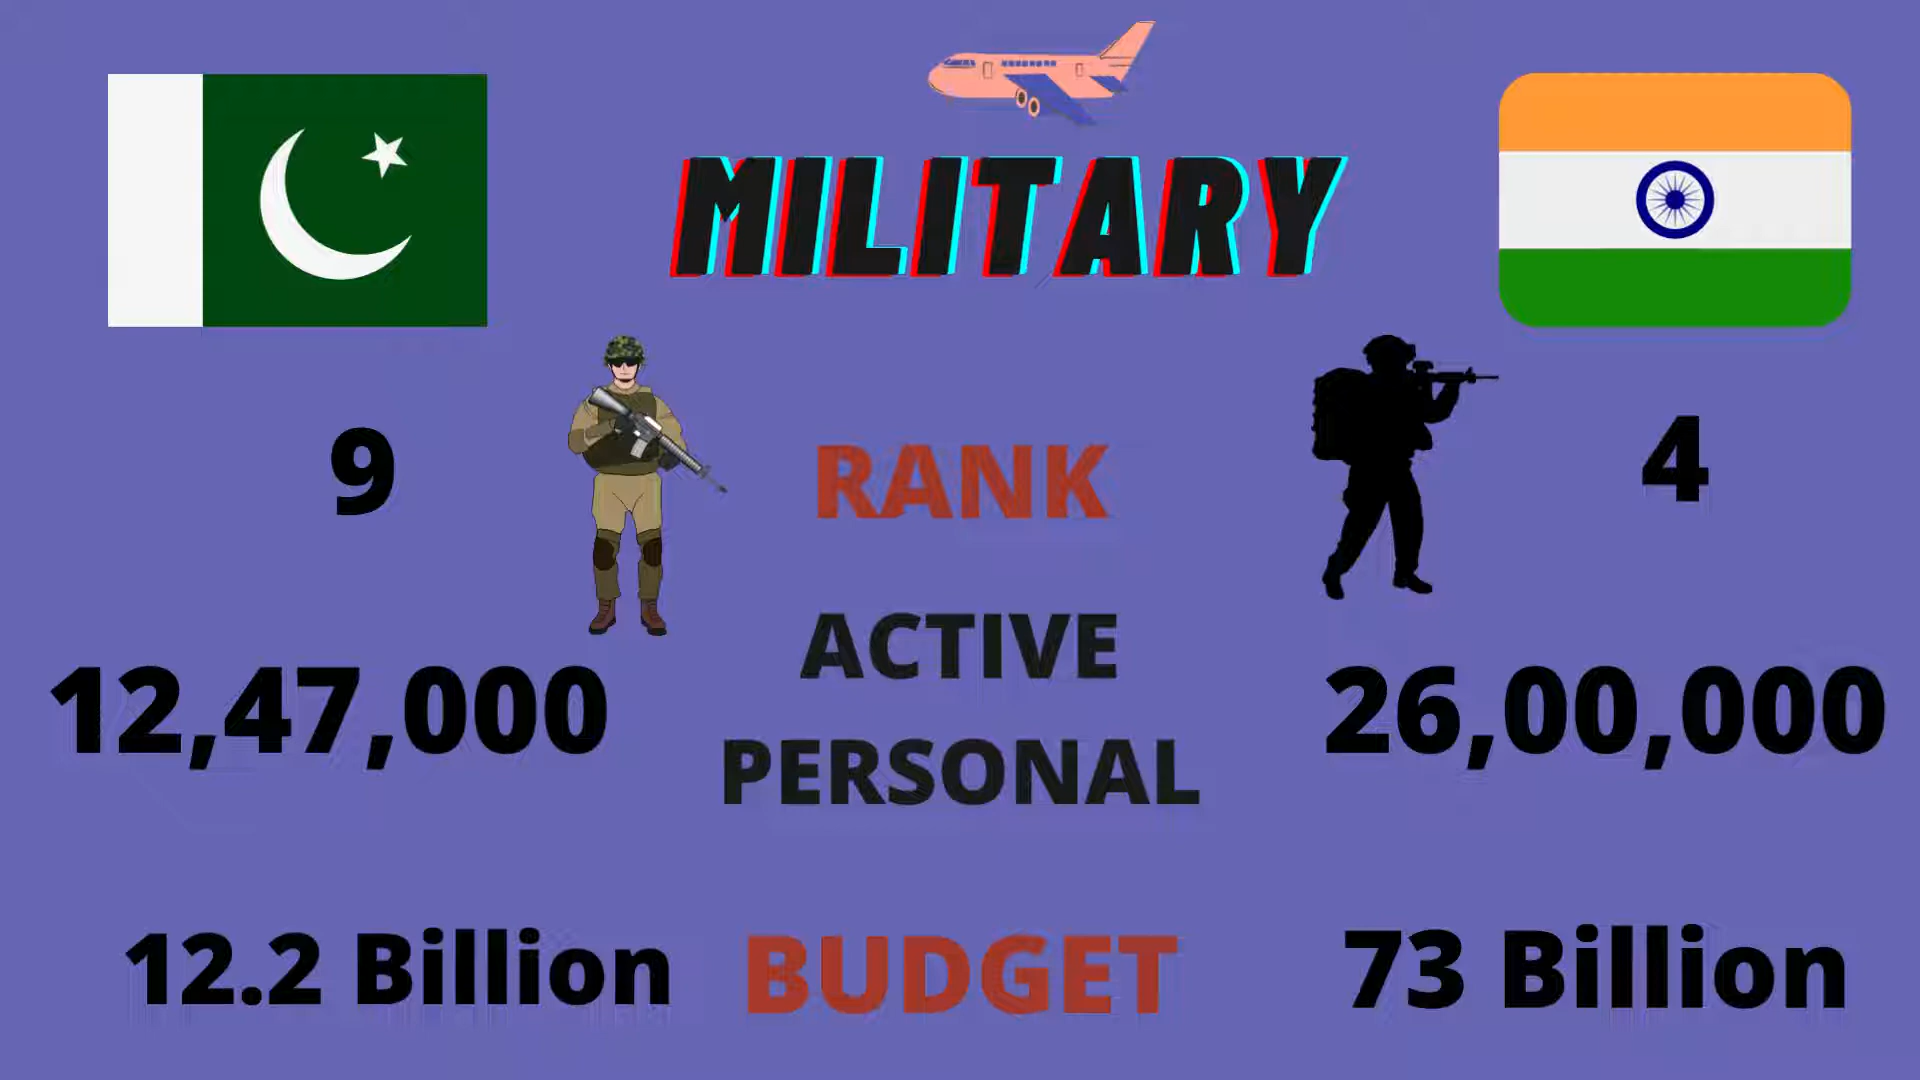 MILITARY
9 RANK 4
ACTIVE
12,47,000 26,00,000
PERSONAL
12.2 Billion BUDGET 73 Billion